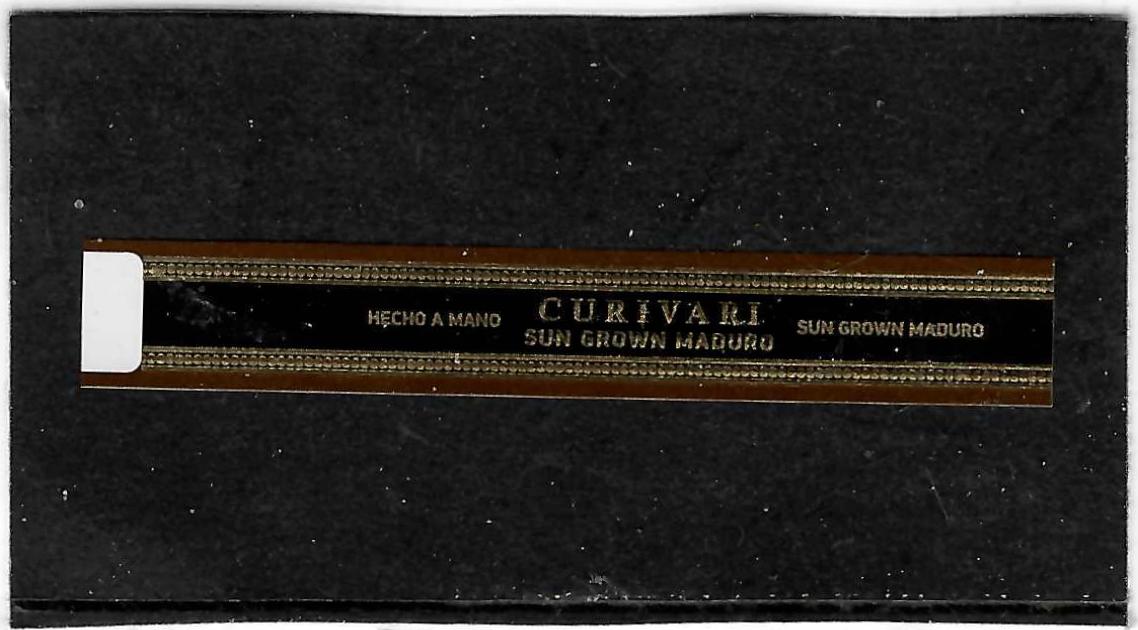 HECHO A MANO
CURIVARI
SUN GROWN MADURO
SUN GROWN MADURO